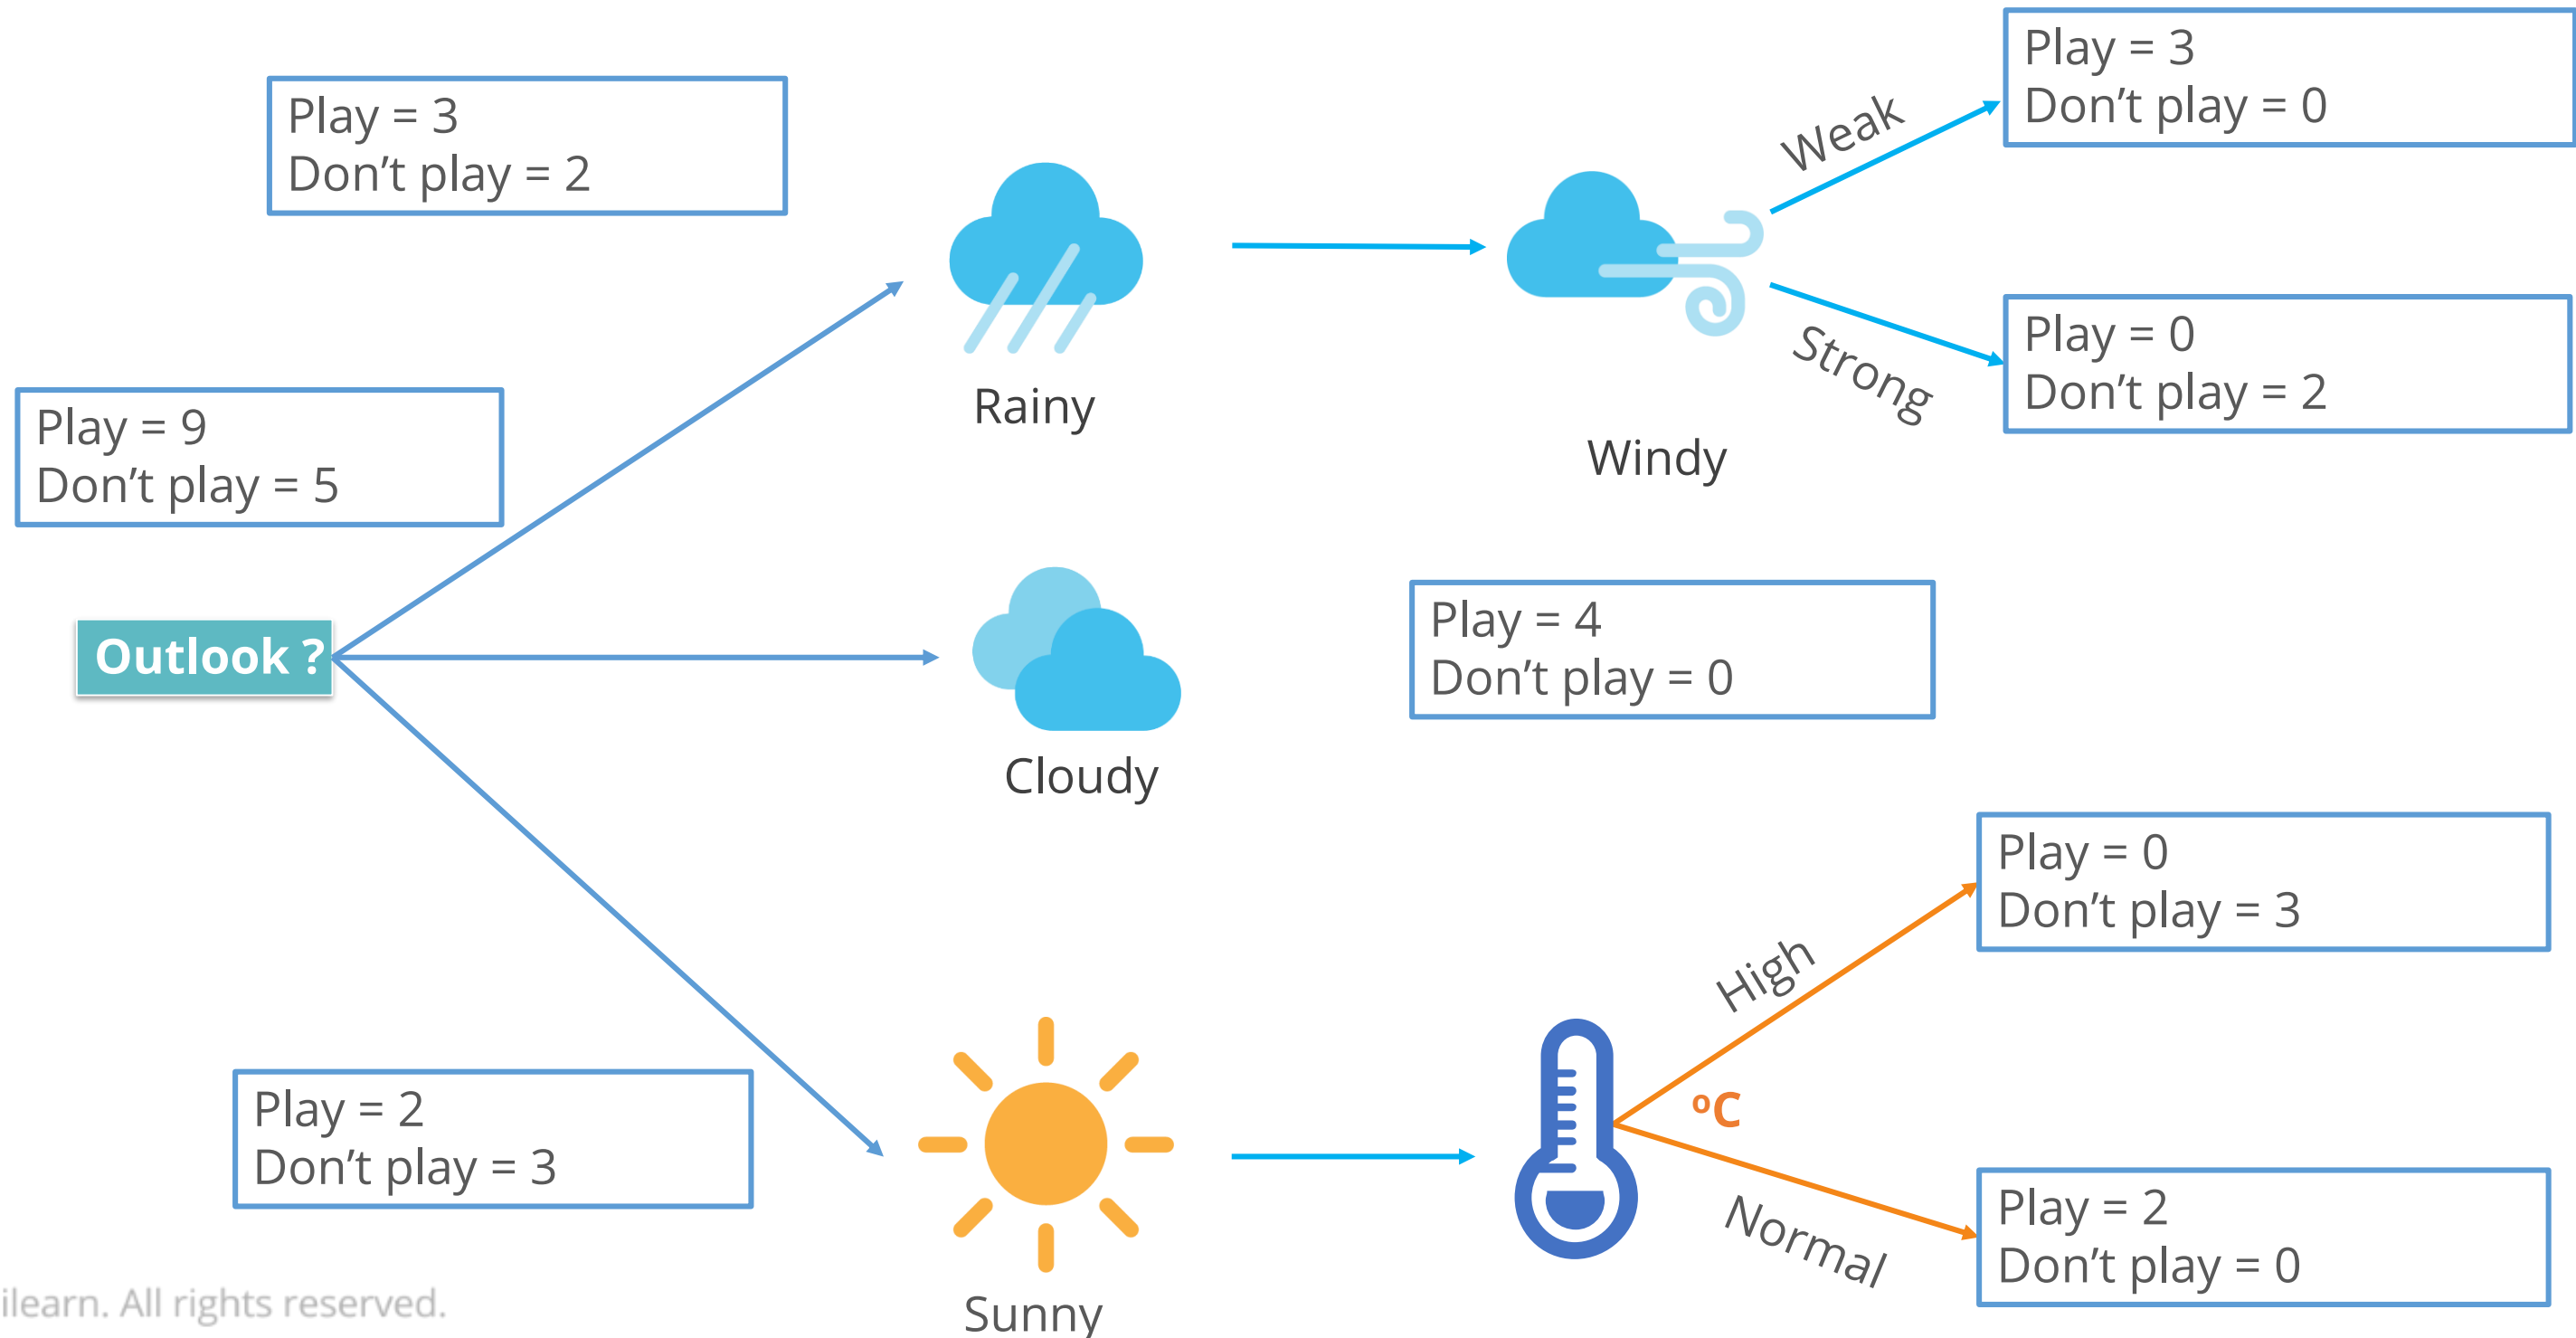 Play = 3
Don't play = 0
Play = 3
Don't play = 2
Weak
Strong
Play = 0
Don't play = 2
Rainy
Windy
Play = 9
Don't play = 5
Outlook ?
Play = 4
Don't play = 0
Cloudy
Play = 0
Don't play = 3
High
ºC
Play = 2
Don't play = 3
Normal
Play = 2
Don't play = 0
ilearn. All rights reserved.
Sunny